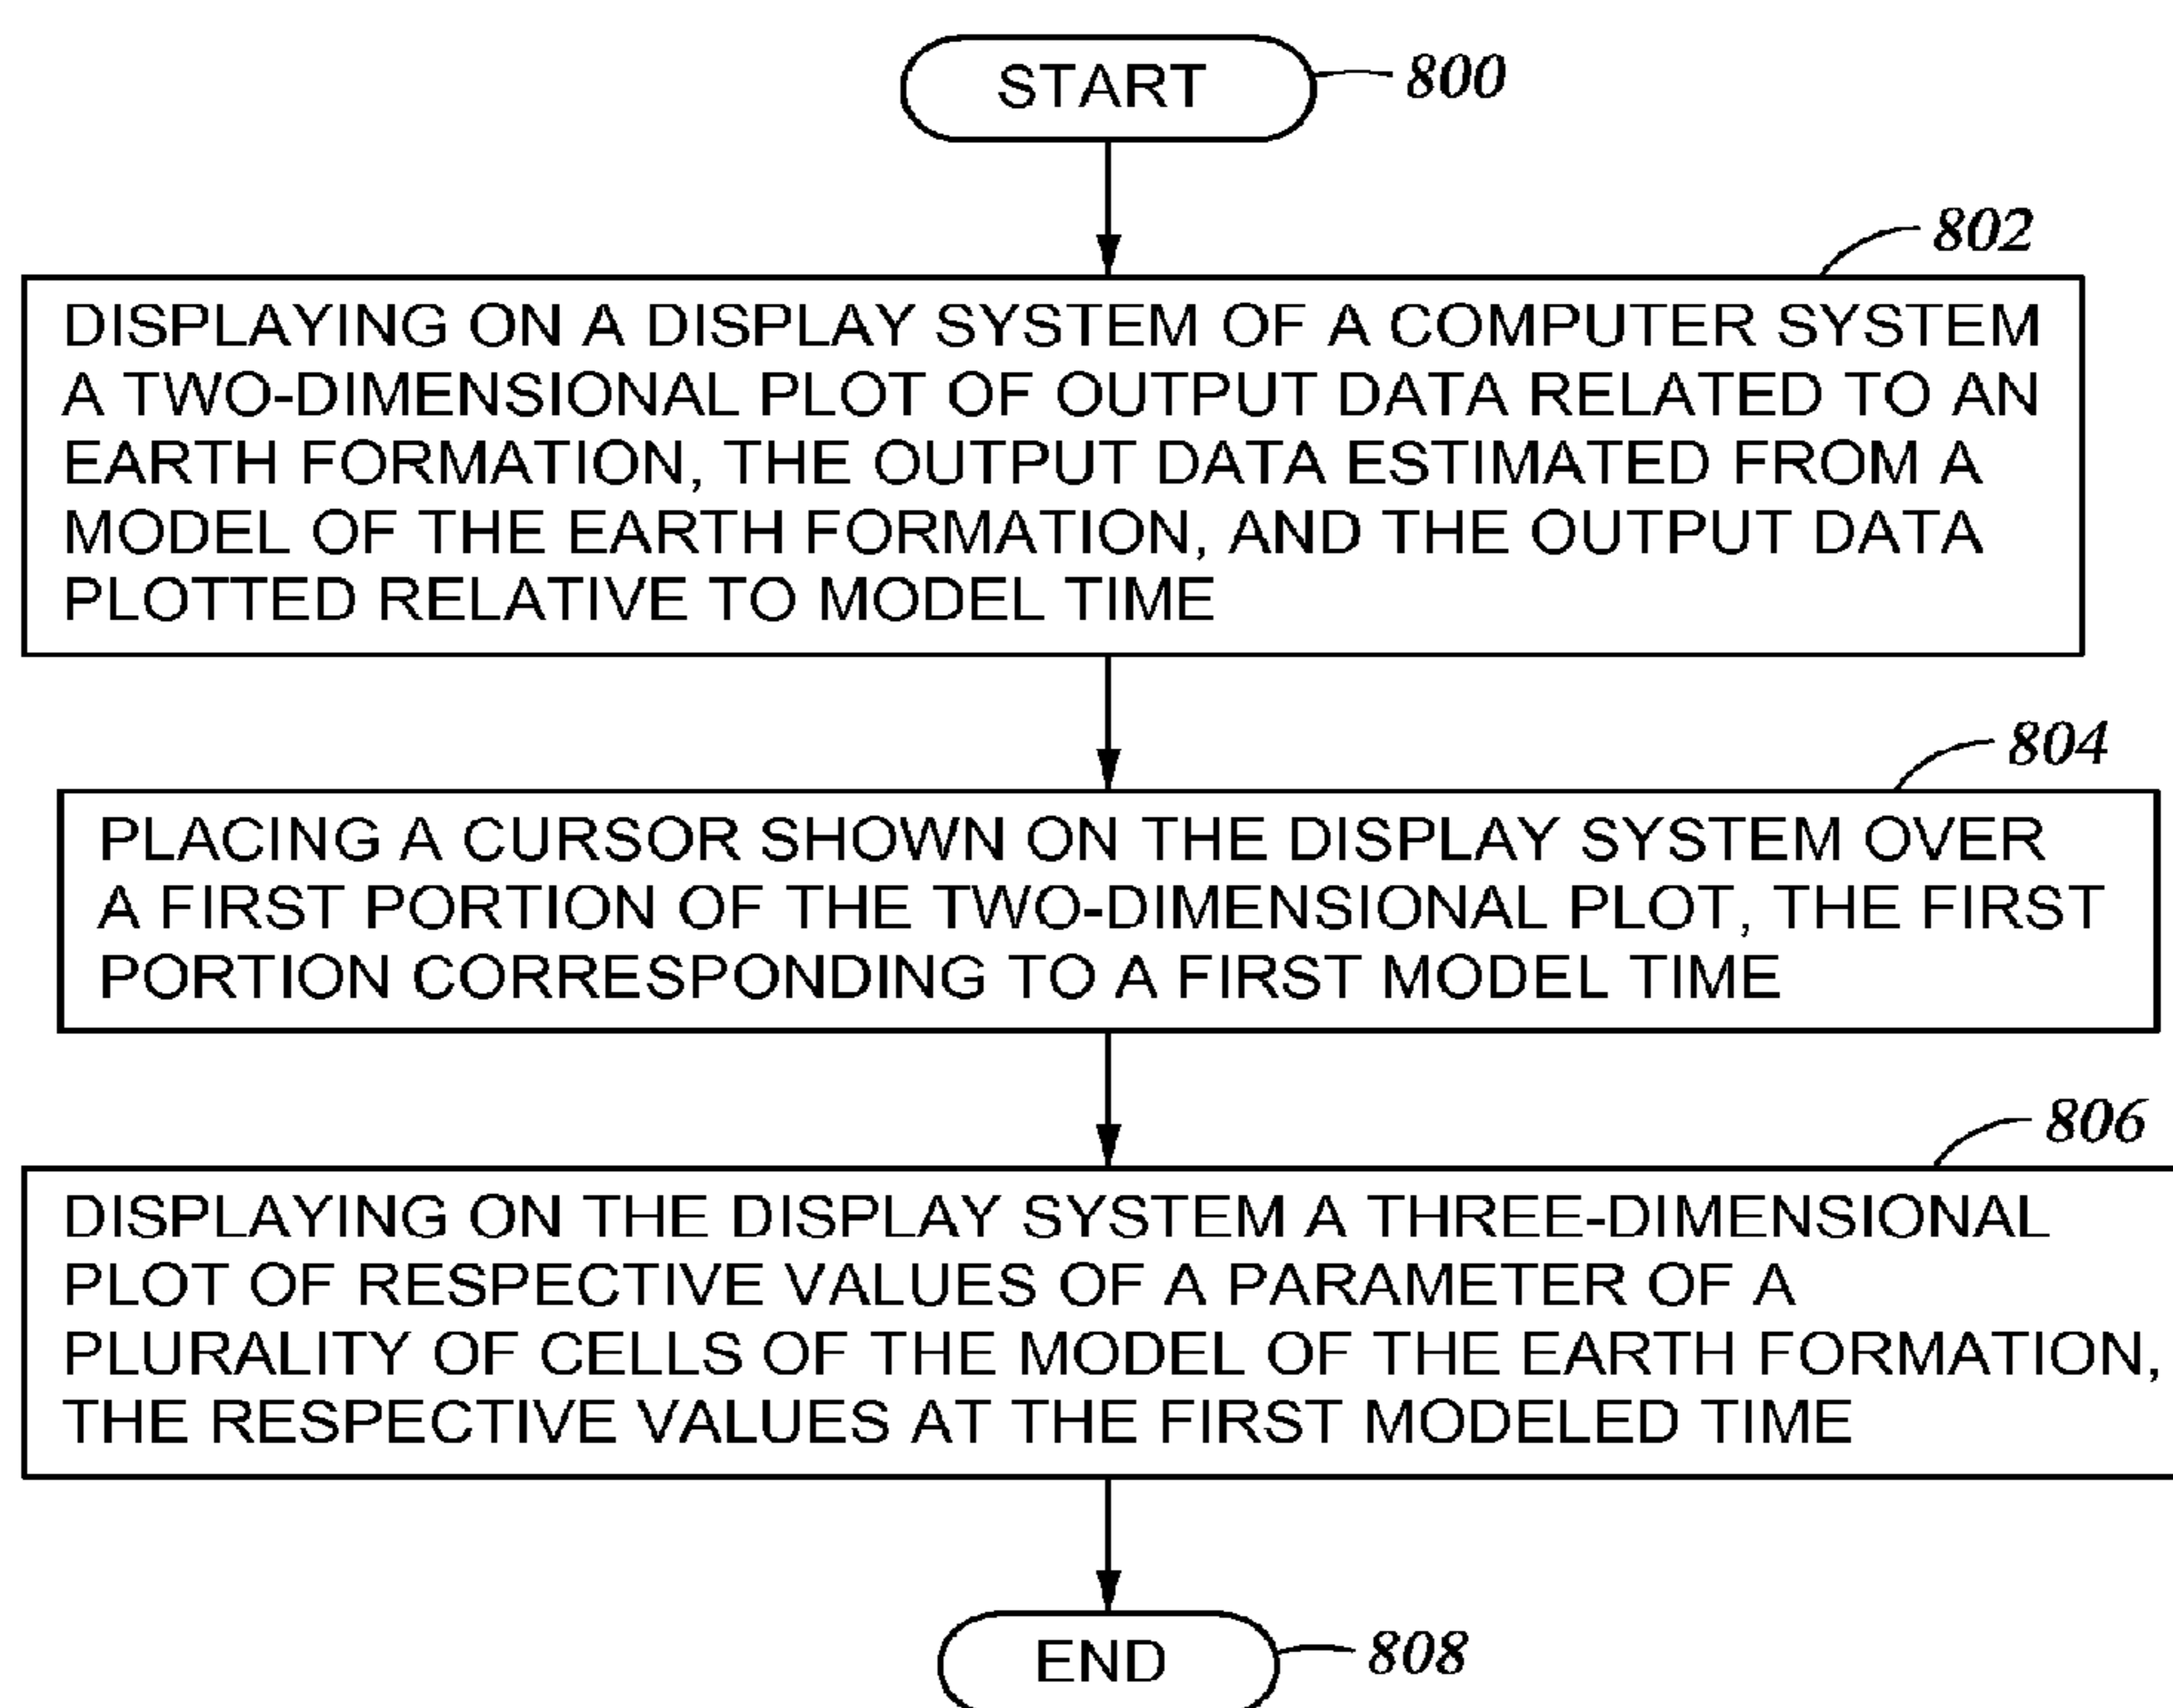 START
800
802
DISPLAYING ON A DISPLAY SYSTEM OF A COMPUTER SYSTEM
A TWO-DIMENSIONAL PLOT OF OUTPUT DATA RELATED TO AN
EARTH FORMATION, THE OUTPUT DATA ESTIMATED FROM A
MODEL OF THE EARTH FORMATION, AND THE OUTPUT DATA
PLOTTED RELATIVE TO MODEL TIME
804
PLACING A CURSOR SHOWN ON THE DISPLAY SYSTEM OVER
A FIRST PORTION OF THE TWO-DIMENSIONAL PLOT, THE FIRST
PORTION CORRESPONDING TO A FIRST MODEL TIME
806
DISPLAYING ON THE DISPLAY SYSTEM A THREE-DIMENSIONAL
PLOT OF RESPECTIVE VALUES OF A PARAMETER OF A
PLURALITY OF CELLS OF THE MODEL OF THE EARTH FORMATION,
THE RESPECTIVE VALUES AT THE FIRST MODELED TIME
END
808